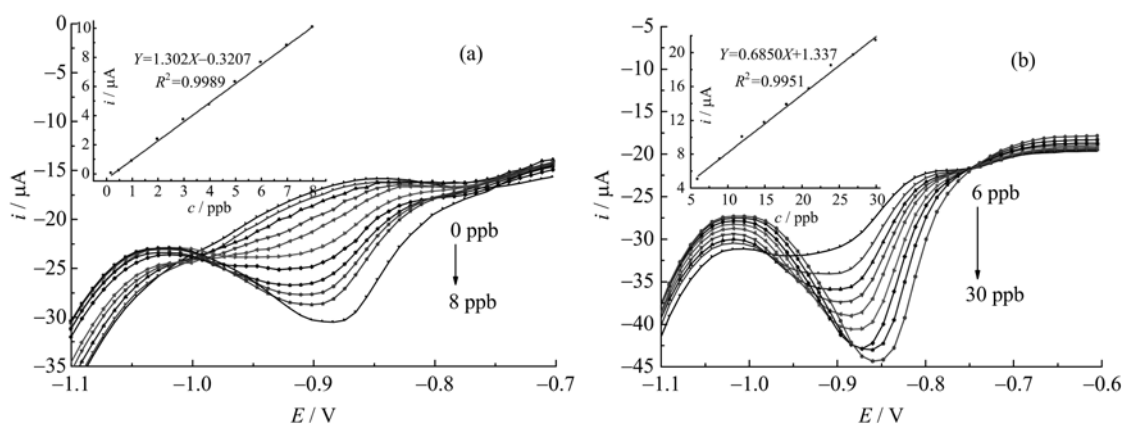 (a)
Y=1.302X−0.3207
R²=0.9989
i / μA
10
8
6
4
2
0
0 1 2 3 4 5 6 7 8
c / ppb
0 ppb
8 ppb
i / μA
0
−5
−10
−15
−20
−25
−30
−35
−1.1 −1.0 −0.9 −0.8 −0.7
E / V
(b)
Y=0.6850X+1.337
R²=0.9951
i / μA
20
16
12
8
4
5 10 15 20 25 30
c / ppb
6 ppb
30 ppb
i / μA
−5
−10
−15
−20
−25
−30
−35
−40
−45
−1.1 −1.0 −0.9 −0.8 −0.7 −0.6
E / V